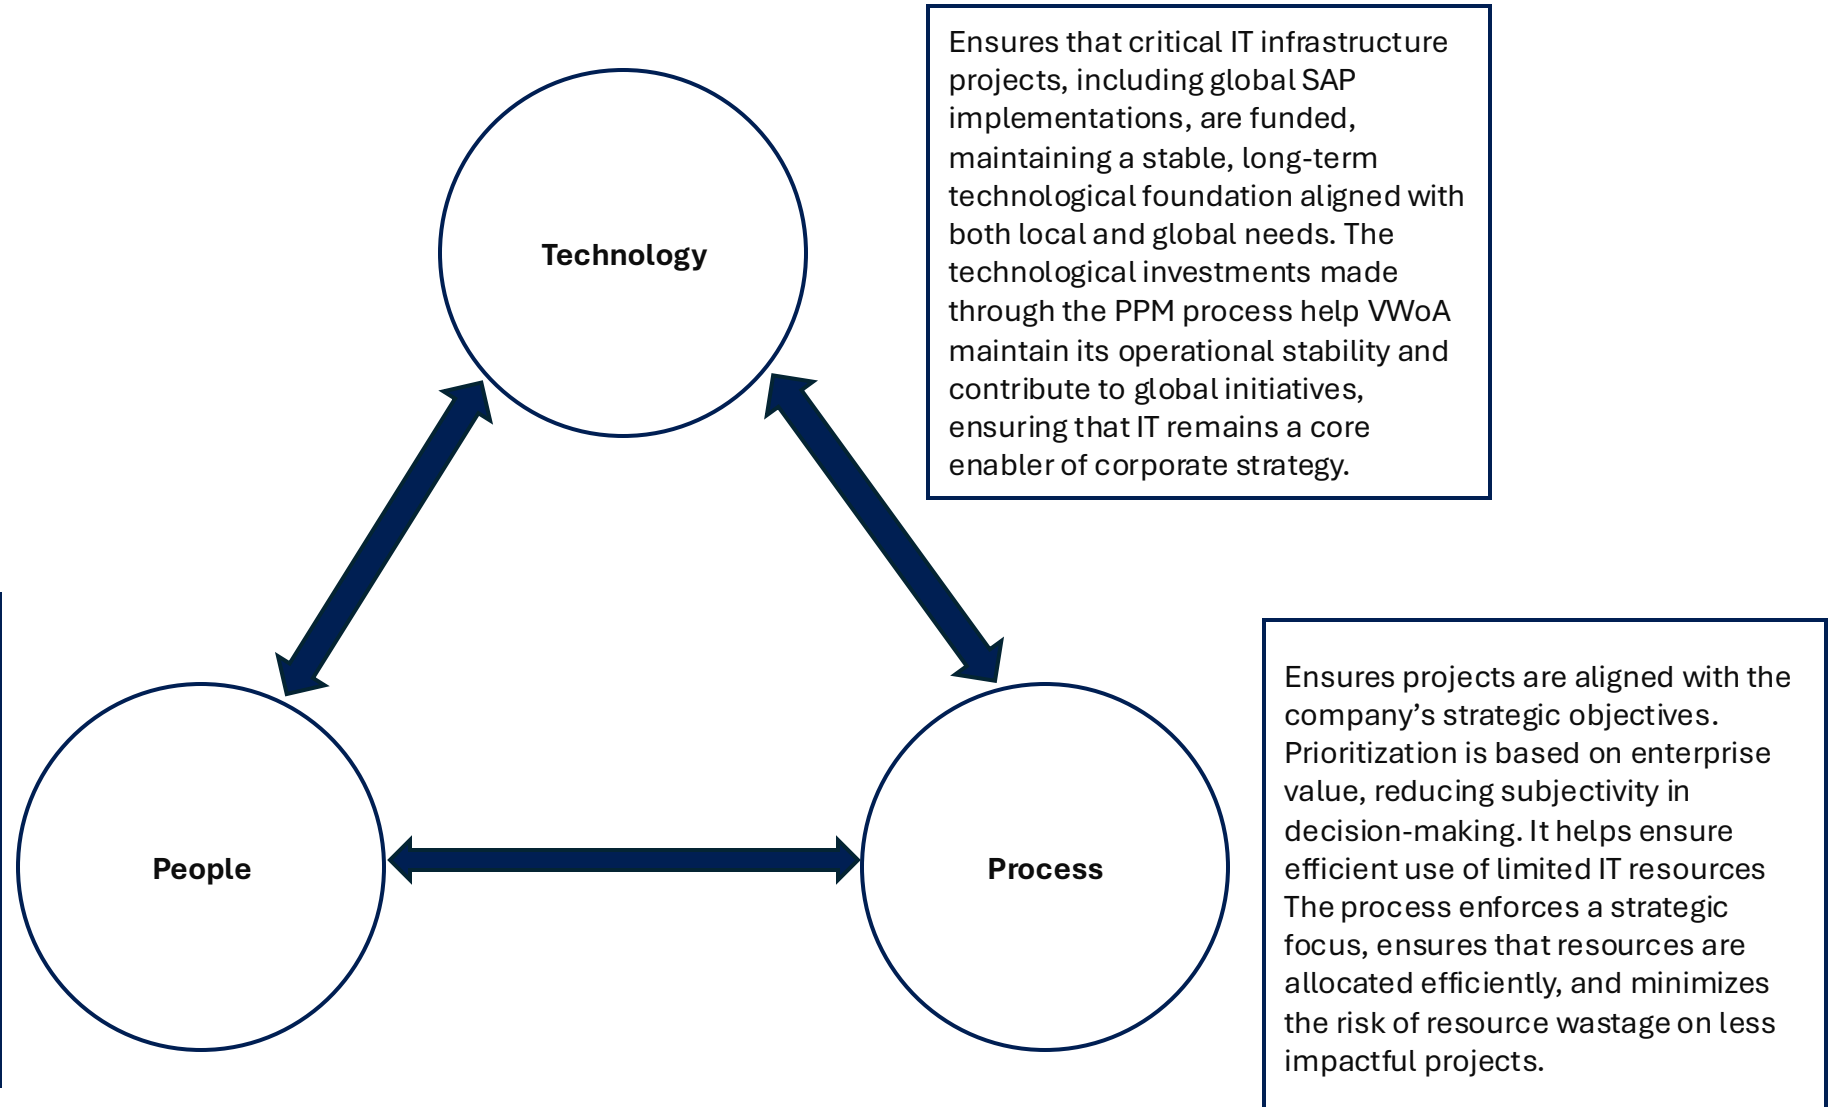 Ensures that critical IT infrastructure
projects, including global SAP
implementations, are funded,
maintaining a stable, long-term
technological foundation aligned with
both local and global needs. The
technological investments made
through the PPM process help VWoA
maintain its operational stability and
contribute to global initiatives,
ensuring that IT remains a core
enabler of corporate strategy.
Technology
People
Process
Ensures projects are aligned with the
company’s strategic objectives.
Prioritization is based on enterprise
value, reducing subjectivity in
decision-making. It helps ensure
efficient use of limited IT resources
The process enforces a strategic
focus, ensures that resources are
allocated efficiently, and minimizes
the risk of resource wastage on less
impactful projects.